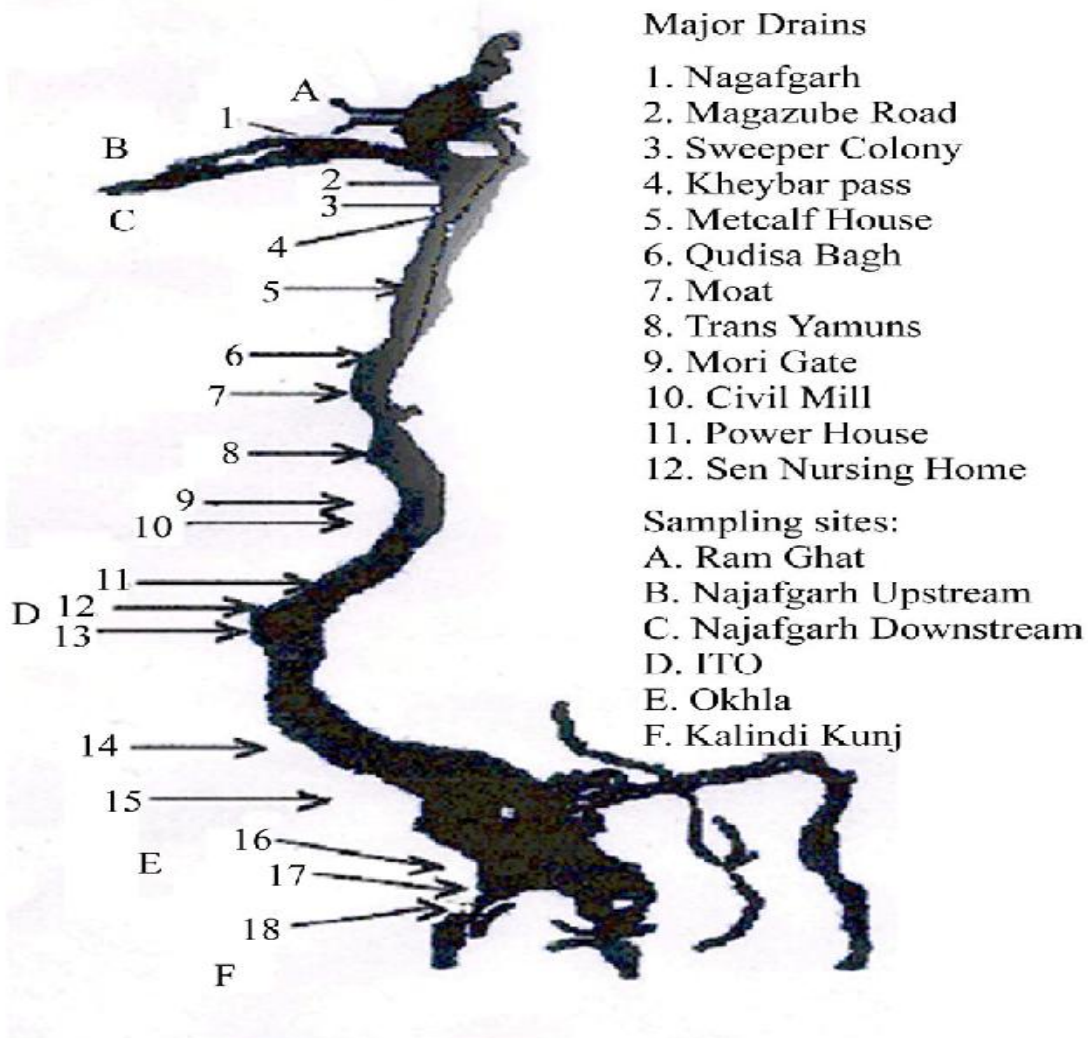 Major Drains
1. Nagafgarh
2. Magazube Road
3. Sweeper Colony
4. Kheybar pass
5. Metcalf House
6. Qudisa Bagh
7. Moat
8. Trans Yamuns
9. Mori Gate
10. Civil Mill
11. Power House
12. Sen Nursing Home
Sampling sites:
A. Ram Ghat
B. Najafgarh Upstream
C. Najafgarh Downstream
D. ITO
E. Okhla
F. Kalindi Kunj
A
1
B
2
C
3
4
5
6
7
8
9
10
11
D 12
13
14
15
16
E
17
18
F